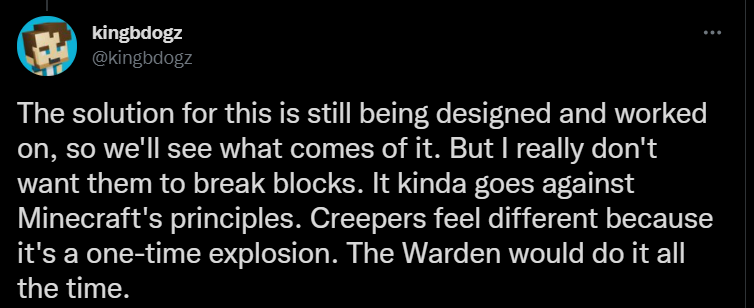 kingbdogz
@kingbdogz
The solution for this is still being designed and worked
on, so we'll see what comes of it. But I really don't
want them to break blocks. It kinda goes against
Minecraft's principles. Creepers feel different because
it's a one-time explosion. The Warden would do it all
the time.